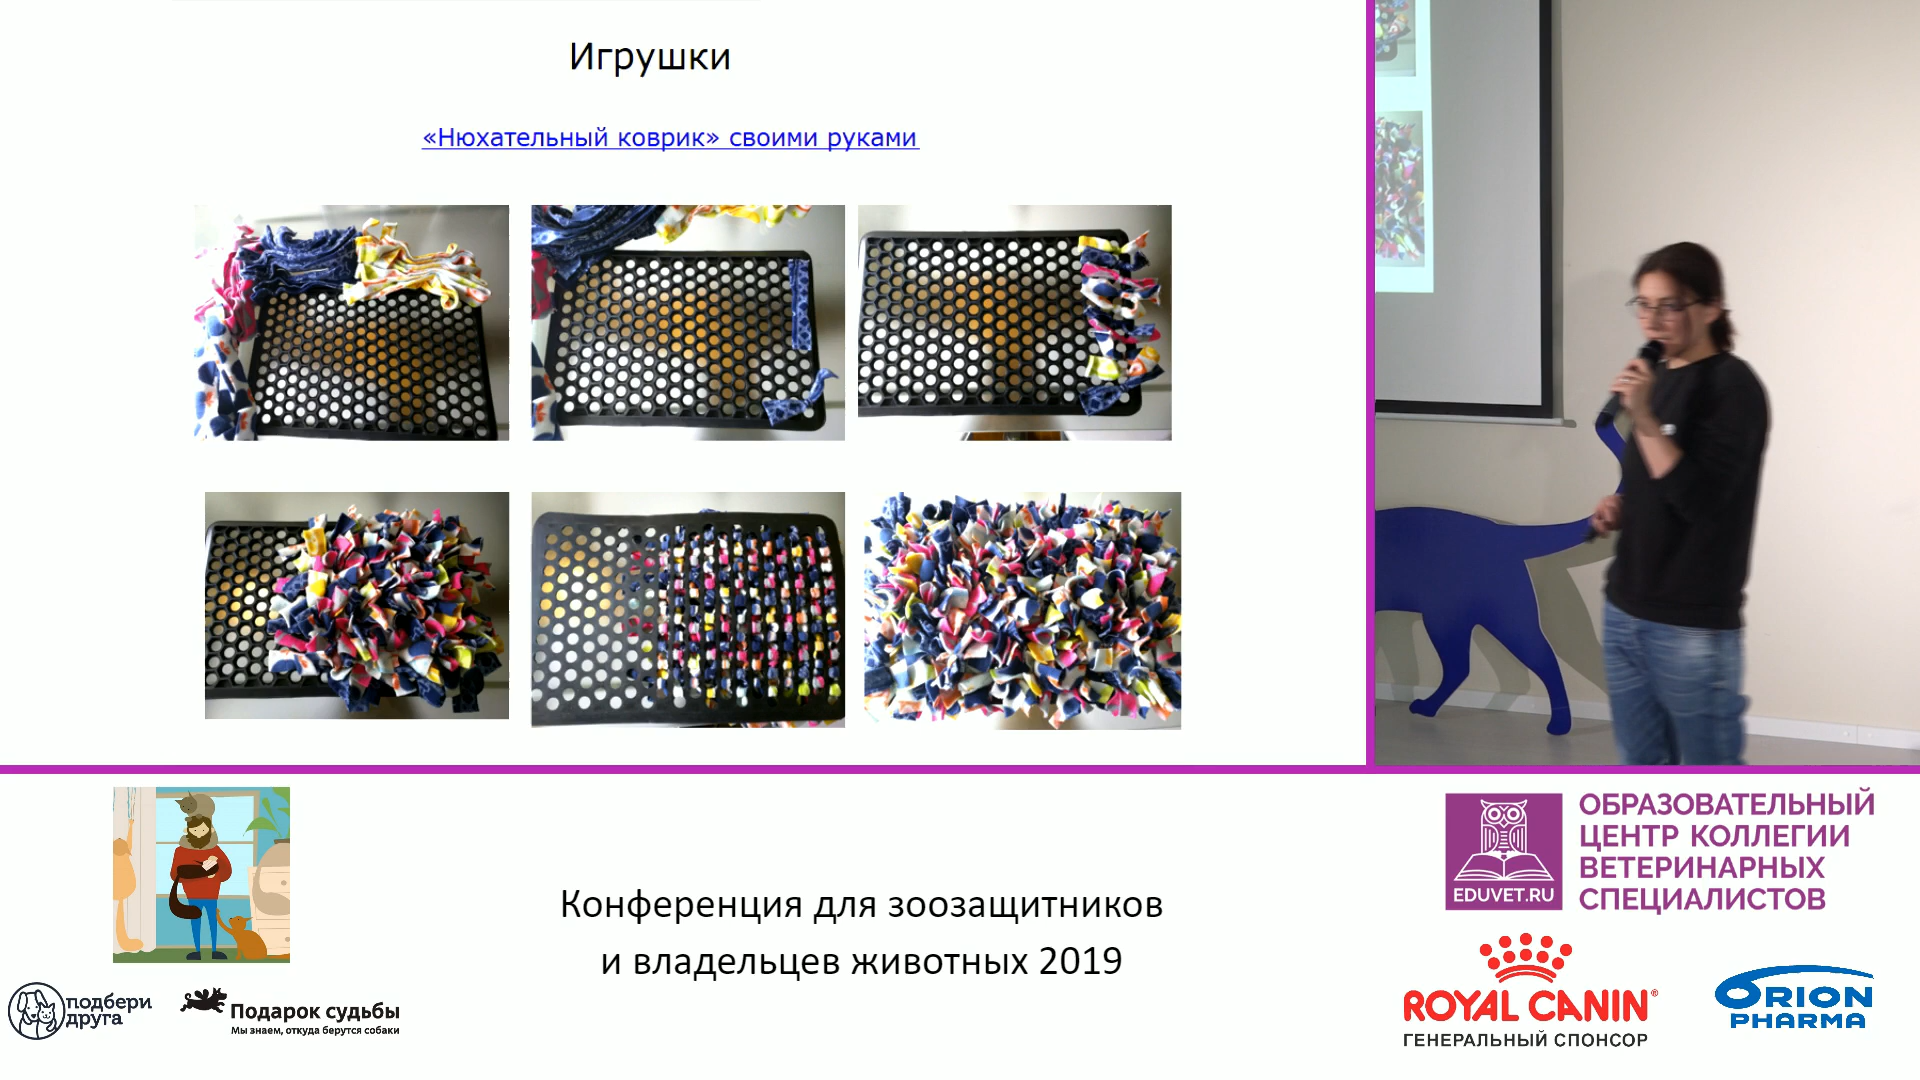 Игрушки
«Нюхательный коврик» своими руками
Конференция для зоозащитников
и владельцев животных 2019
подбери
друга
Подарок судьбы
Мы знаем, откуда берутся собаки
EDUVET.RU
ОБРАЗОВАТЕЛЬНЫЙ
ЦЕНТР КОЛЛЕГИИ
ВЕТЕРИНАРНЫХ
СПЕЦИАЛИСТОВ
ROYAL CANIN®
ГЕНЕРАЛЬНЫЙ СПОНСОР
ORION
PHARMA